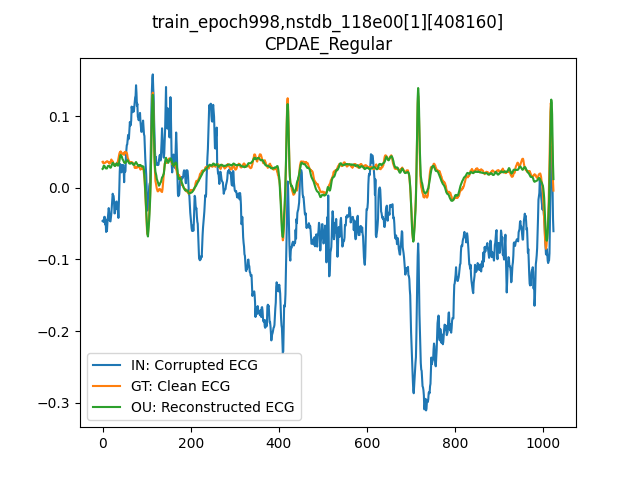 train_epoch998,nstdb_118e00[1][408160]
CPDAE_Regular
0.1
0.0
−0.1
−0.2
−0.3
IN: Corrupted ECG
GT: Clean ECG
OU: Reconstructed ECG
0 200 400 600 800 1000